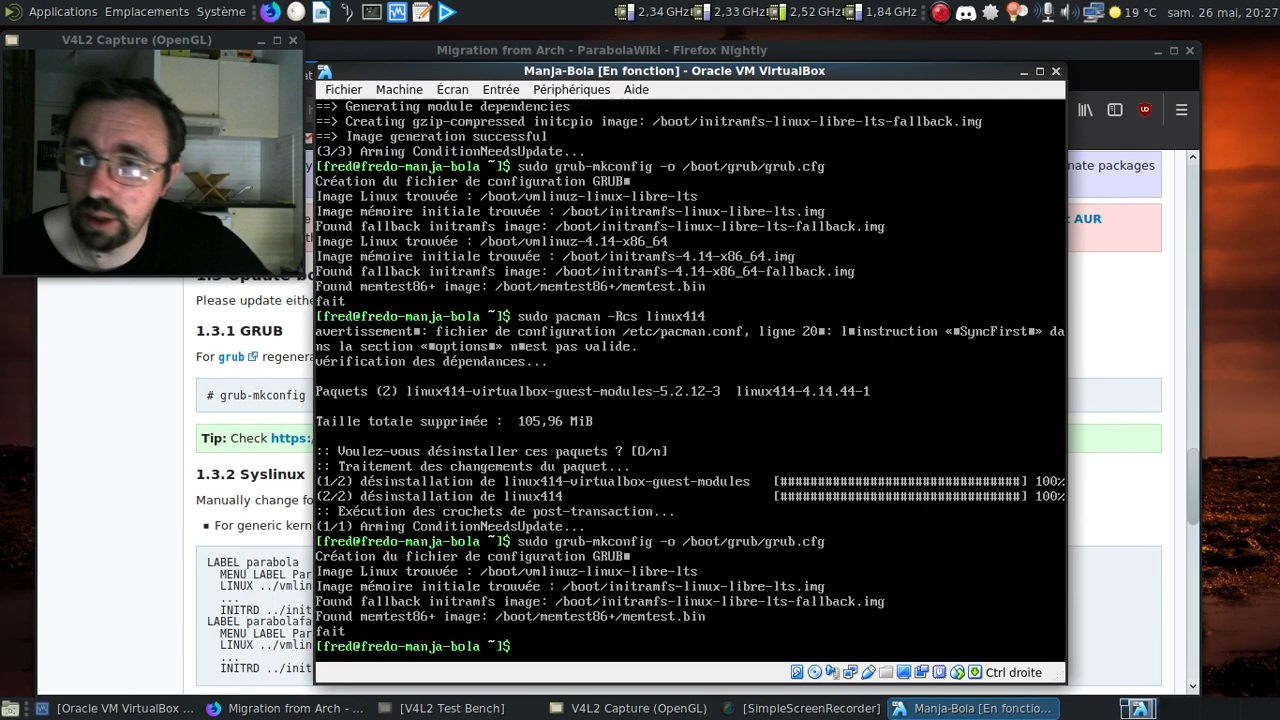 Applications Emplacements Système
2,34 GHz 2,33 GHz 2,52 GHz 1,84 GHz
19 °C sam. 26 mai, 20:27
V4L2 Capture (OpenGL)
Migration from Arch - ParabolaWiki - Firefox Nightly
Manja-Bola [En fonction] - Oracle VM VirtualBox
Fichier Machine Écran Entrée Périphériques Aide
==> Generating module dependencies
==> Creating gzip-compressed initcpio image: /boot/initramfs-linux-libre-lts-fallback.img
==> Image generation successful
(3/3) Arming ConditionNeedsUpdate...
[fred@fredo-manja-bola ~]$ sudo grub-mkconfig -o /boot/grub/grub.cfg
Création du fichier de configuration GRUB■
Image Linux trouvée : /boot/vmlinuz-linux-libre-lts
Image mémoire initiale trouvée : /boot/initramfs-linux-libre-lts.img
Found fallback initramfs image: /boot/initramfs-linux-libre-lts-fallback.img
Image Linux trouvée : /boot/vmlinuz-4.14-x86_64
Image mémoire initiale trouvée : /boot/initramfs-4.14-x86_64.img
Found fallback initramfs image: /boot/initramfs-4.14-x86_64-fallback.img
Found memtest86+ image: /boot/memtest86+/memtest.bin
fait
[fred@fredo-manja-bola ~]$ sudo pacman -Rcs linux414
avertissement■: fichier de configuration /etc/pacman.conf, ligne 20■: l■instruction «■SyncFirst■» da
ns la section «■options■» n■est pas valide.
vérification des dépendances...
Paquets (2) linux414-virtualbox-guest-modules-5.2.12-3 linux414-4.14.44-1
Taille totale supprimée : 105,96 MiB
:: Voulez-vous désinstaller ces paquets ? [O/n]
:: Traitement des changements du paquet...
(1/2) désinstallation de linux414-virtualbox-guest-modules [##############################] 100%
(2/2) désinstallation de linux414 [##############################] 100%
:: Exécution des crochets de post-transaction...
(1/1) Arming ConditionNeedsUpdate...
[fred@fredo-manja-bola ~]$ sudo grub-mkconfig -o /boot/grub/grub.cfg
Création du fichier de configuration GRUB■
Image Linux trouvée : /boot/vmlinuz-linux-libre-lts
Image mémoire initiale trouvée : /boot/initramfs-linux-libre-lts.img
Found fallback initramfs image: /boot/initramfs-linux-libre-lts-fallback.img
Found memtest86+ image: /boot/memtest86+/memtest.bin
fait
[fred@fredo-manja-bola ~]$
Ctrl droite
nate packages
AUR
Please update eithe
1.3.1 GRUB
For grub regenera
# grub-mkconfig
Tip: Check https:
1.3.2 Syslinux
Manually change fo
For generic kern
LABEL parabola
MENU LABEL Par
LINUX ../vmlin
...
INITRD ../init
LABEL parabolafa
MENU LABEL Par
LINUX ../vmlin
...
INITRD ../init
[Oracle VM VirtualBox ... Migration from Arch - ... [V4L2 Test Bench] V4L2 Capture (OpenGL) [SimpleScreenRecorder] Manja-Bola [En fonctio...